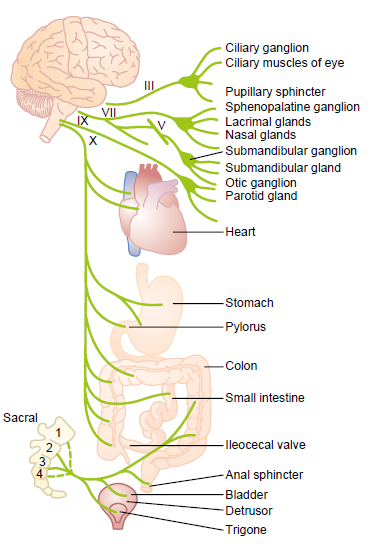 Ciliary ganglion
Ciliary muscles of eye
III
Pupillary sphincter
Sphenopalatine ganglion
VII
Lacrimal glands
IX
V
Nasal glands
X
Submandibular ganglion
Submandibular gland
Otic ganglion
Parotid gland
Heart
Stomach
Pylorus
Colon
Small intestine
Sacral
1
2
3
4
Ileocecal valve
Anal sphincter
Bladder
Detrusor
Trigone